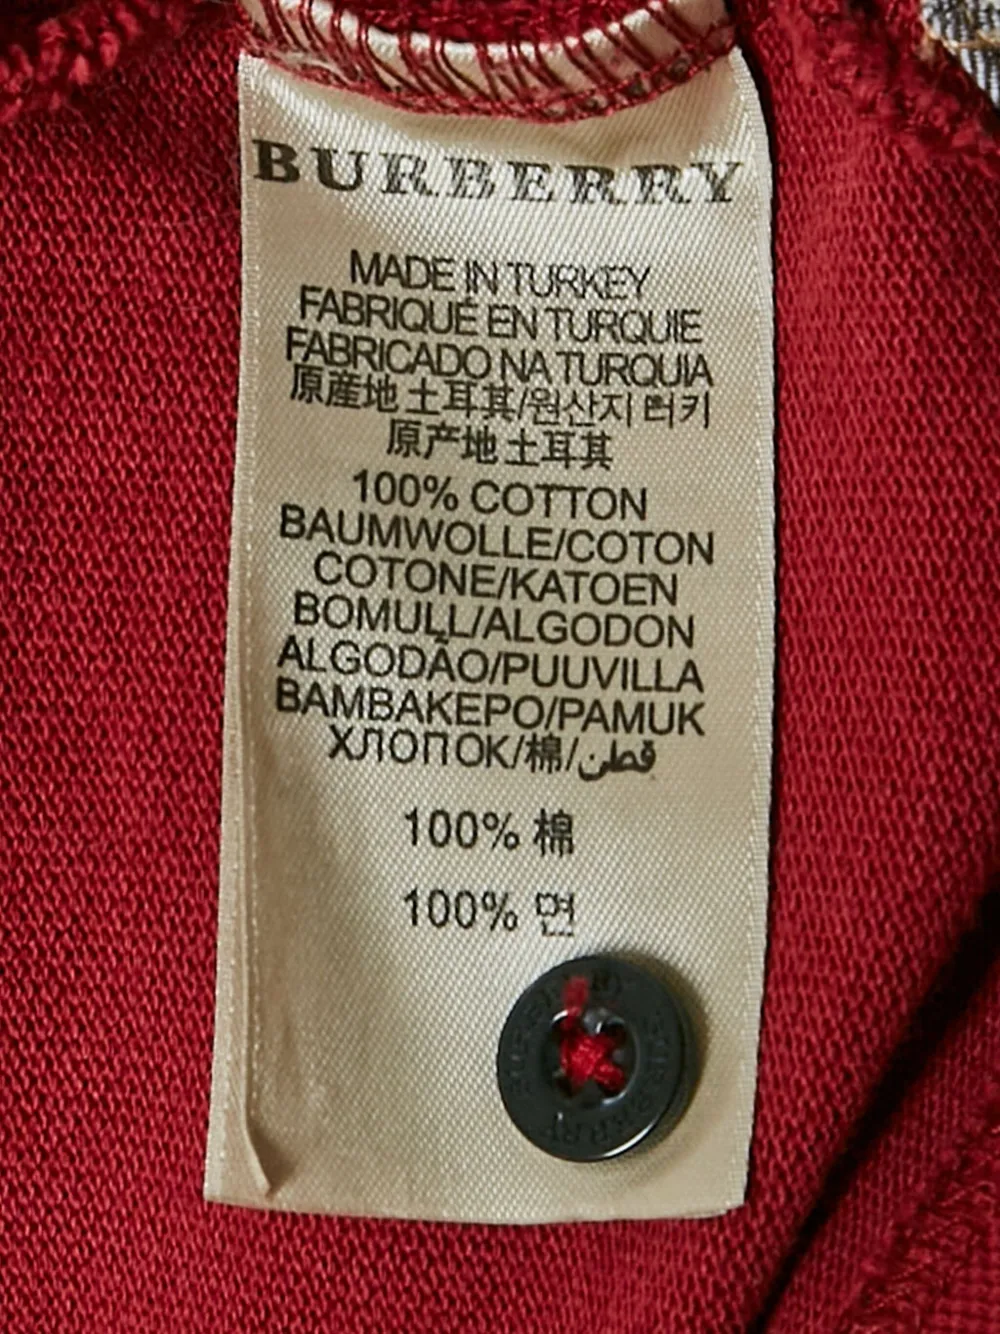 BURBERRY
MADE IN TURKEY
FABRIQUÉ EN TURQUIE
FABRICADO NA TURQUIA
原産地 土耳其/원산지 터키
原产地 土耳其
100% COTTON
BAUMWOLLE/COTON
COTONE/KATOEN
BOMULL/ALGODON
ALGODÃO/PUUVILLA
BAMBAKEPO/PAMUK
ХЛОПОК/棉/قطن
100% 棉
100% 면